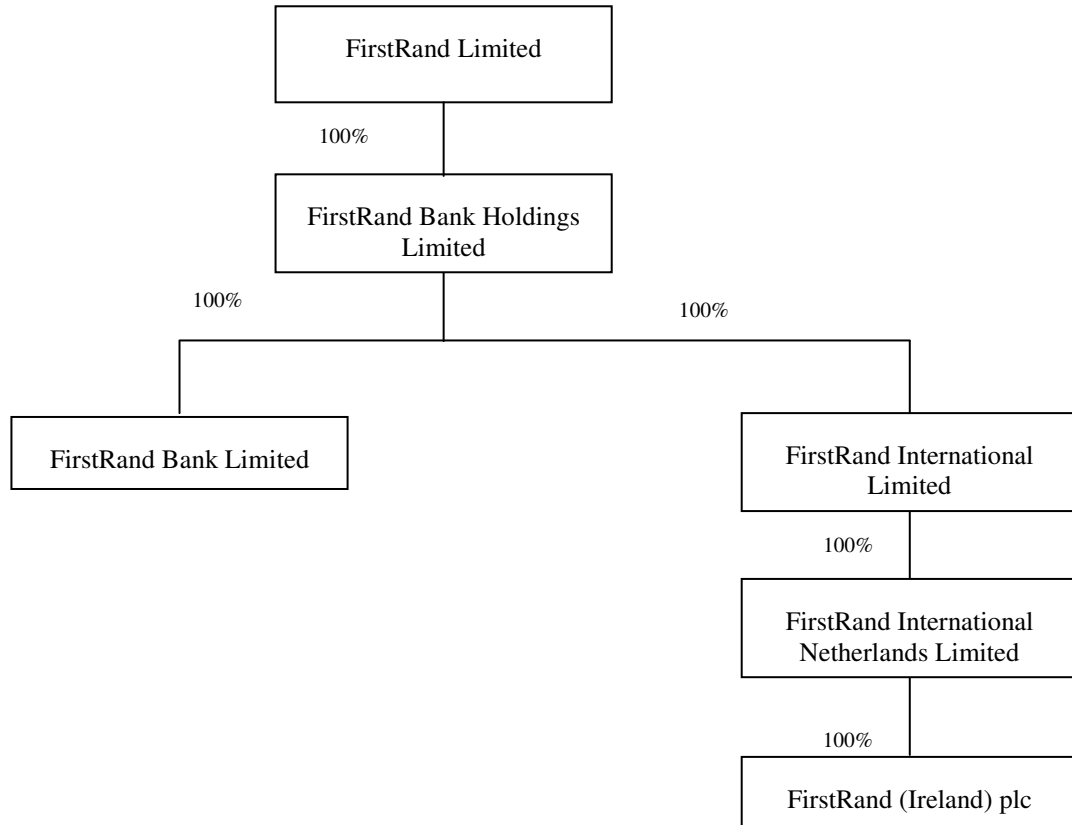 FirstRand Limited
100%
FirstRand Bank Holdings
Limited
100%
100%
FirstRand Bank Limited
FirstRand International
Limited
100%
FirstRand International
Netherlands Limited
100%
FirstRand (Ireland) plc